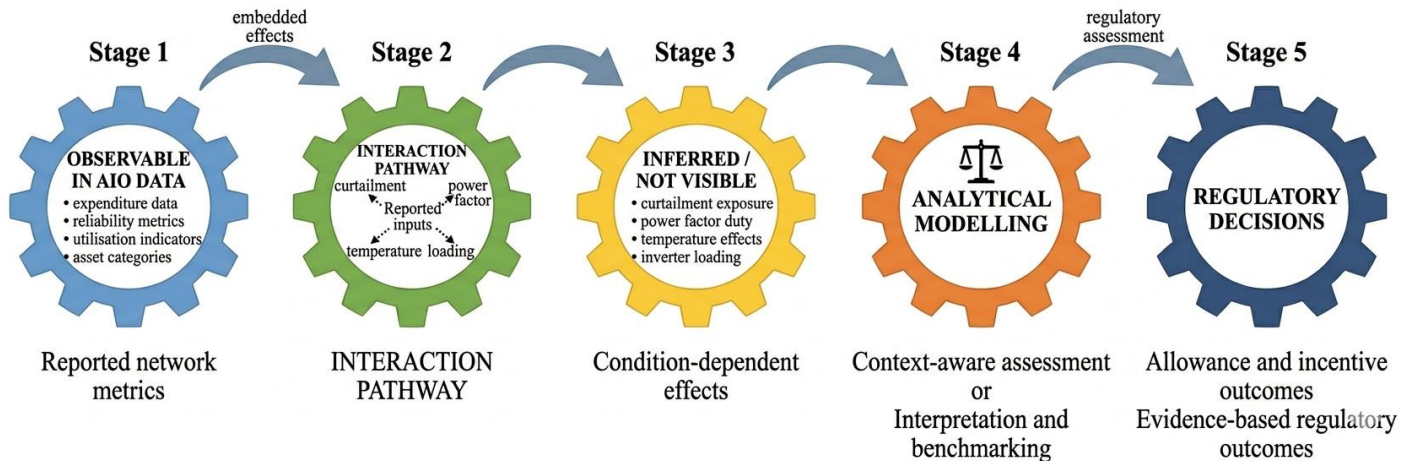 embedded
effects
regulatory
assessment
Stage 1
Stage 2
Stage 3
Stage 4
Stage 5
OBSERVABLE
IN AIO DATA
• expenditure data
• reliability metrics
• utilisation indicators
• asset categories
INTERACTION
PATHWAY
curtailment
power
factor
Reported
inputs
temperature
loading
INFERRED /
NOT VISIBLE
• curtailment exposure
• power factor duty
• temperature effects
• inverter loading
ANALYTICAL
MODELLING
REGULATORY
DECISIONS
Reported network
metrics
INTERACTION
PATHWAY
Condition-dependent
effects
Context-aware assessment
or
Interpretation and
benchmarking
Allowance and incentive
outcomes
Evidence-based regulatory
outcomes